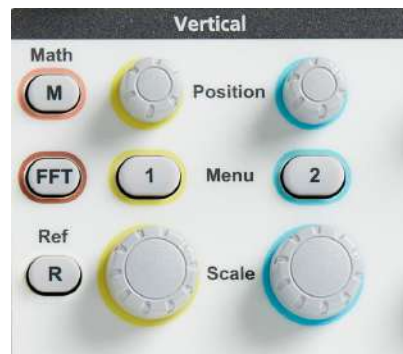 Vertical
Math
M
Position
FFT
1
Menu
2
Ref
R
Scale